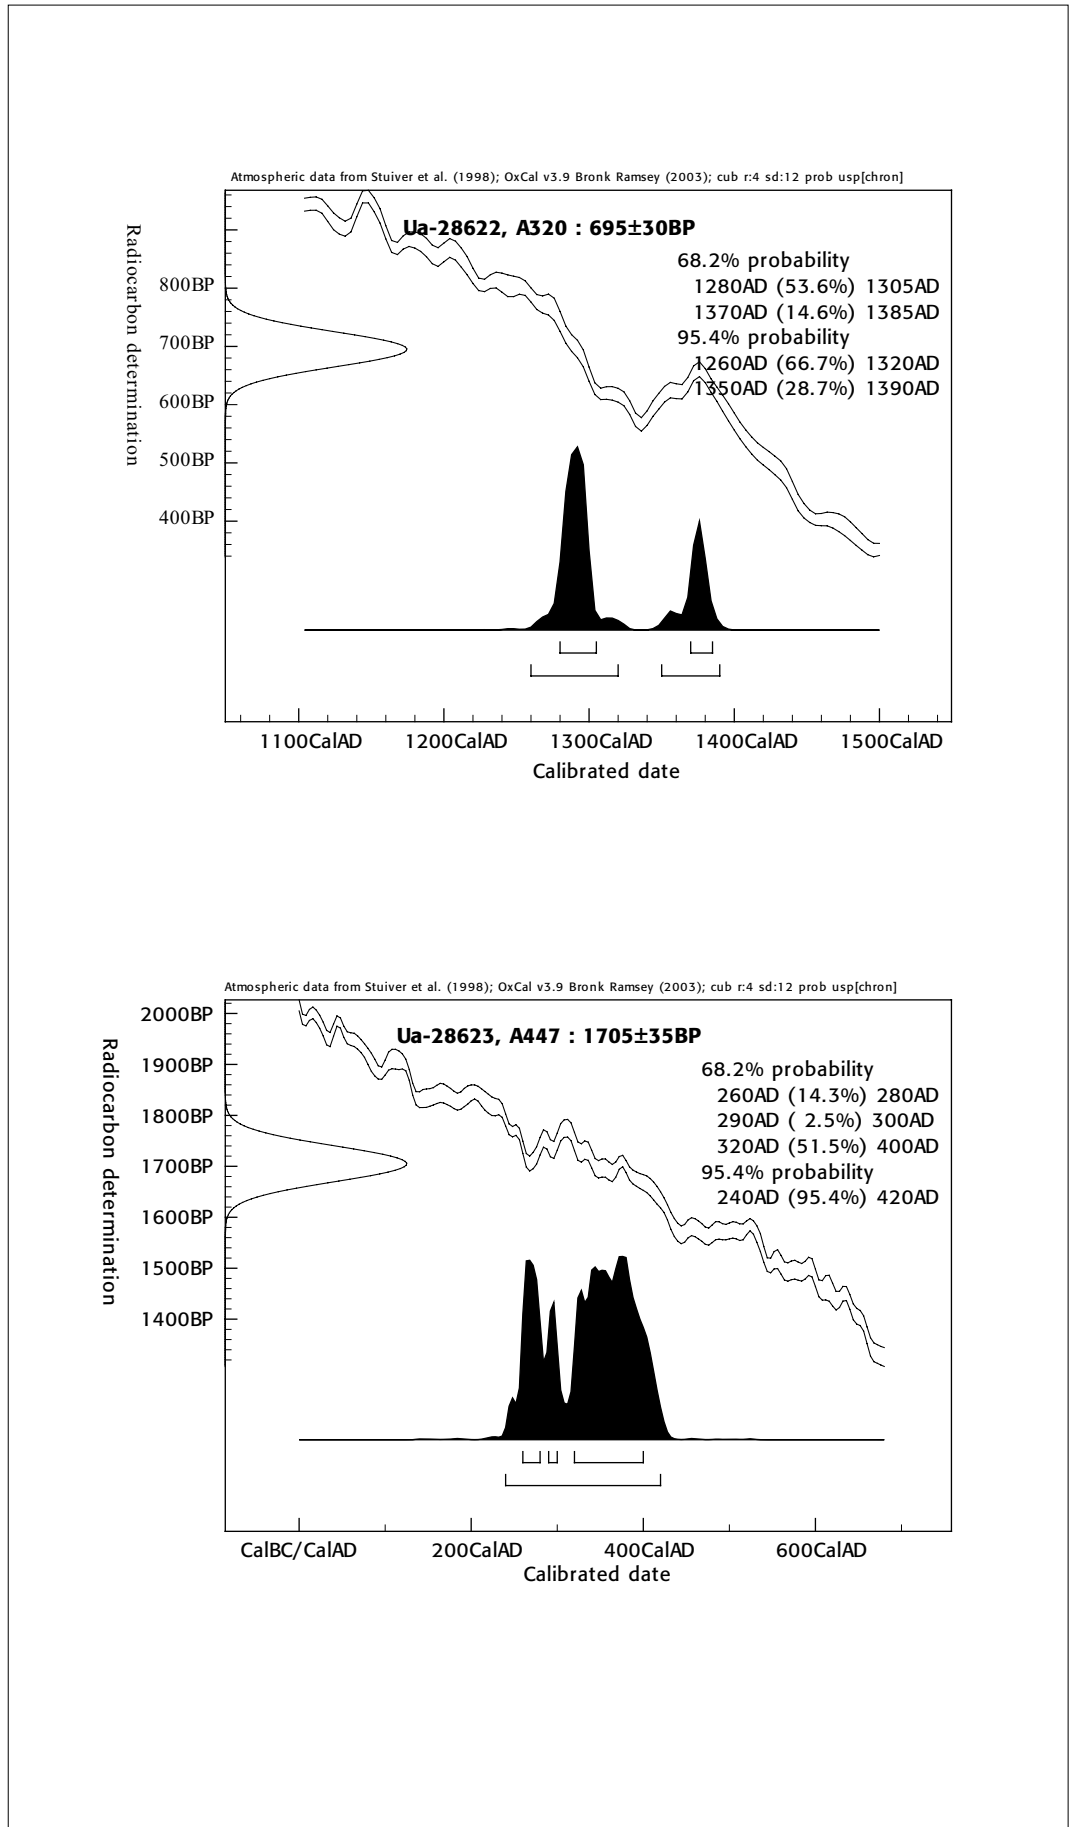 Atmospheric data from Stuiver et al. (1998); OxCal v3.9 Bronk Ramsey (2003); cub r:4 sd:12 prob usp[chron]
Ua-28622, A320 : 695±30BP
68.2% probability
1280AD (53.6%) 1305AD
1370AD (14.6%) 1385AD
95.4% probability
1260AD (66.7%) 1320AD
1350AD (28.7%) 1390AD
Radiocarbon determination
800BP
700BP
600BP
500BP
400BP
1100CalAD 1200CalAD 1300CalAD 1400CalAD 1500CalAD
Calibrated date
Atmospheric data from Stuiver et al. (1998); OxCal v3.9 Bronk Ramsey (2003); cub r:4 sd:12 prob usp[chron]
Ua-28623, A447 : 1705±35BP
68.2% probability
260AD (14.3%) 280AD
290AD ( 2.5%) 300AD
320AD (51.5%) 400AD
95.4% probability
240AD (95.4%) 420AD
Radiocarbon determination
2000BP
1900BP
1800BP
1700BP
1600BP
1500BP
1400BP
CalBC/CalAD 200CalAD 400CalAD 600CalAD
Calibrated date